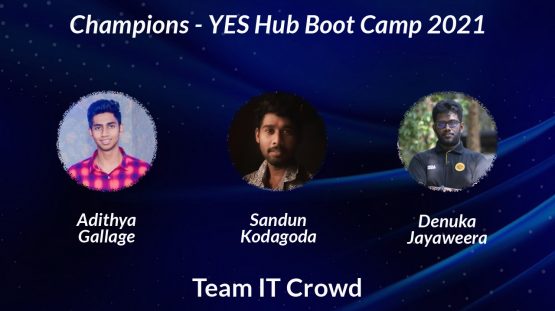 Champions - YES Hub Boot Camp 2021
Adithya
Gallage
Sandun
Kodagoda
Denuka
Jayaweera
Team IT Crowd